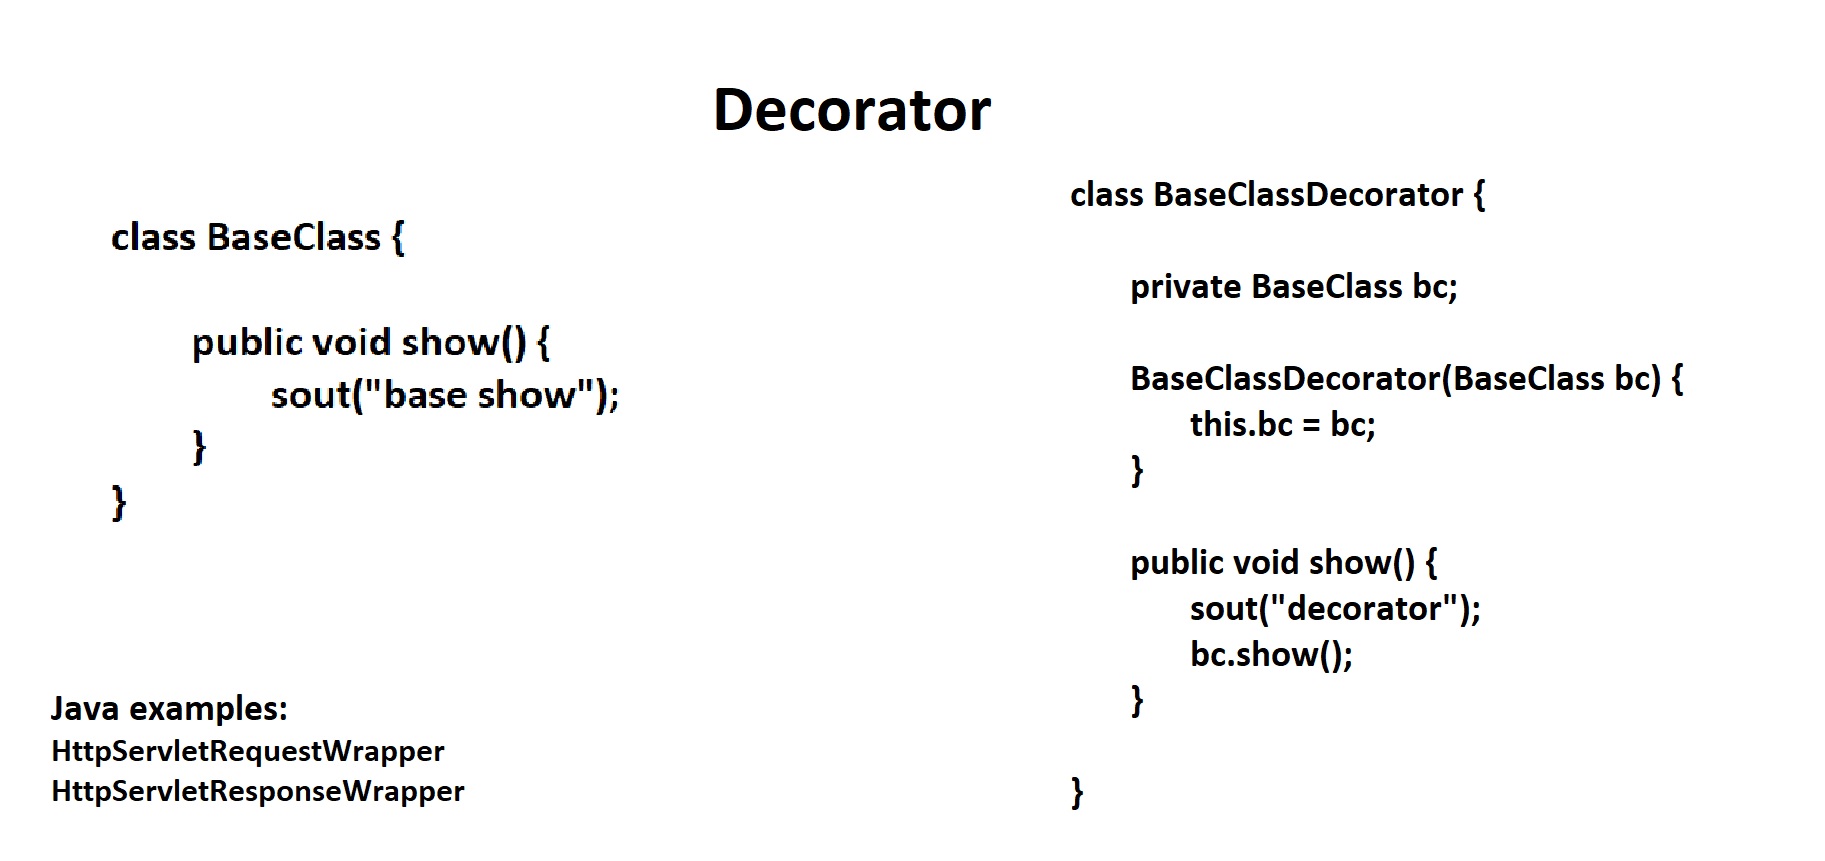 Decorator
class BaseClass {
public void show() {
sout("base show");
}
}
Java examples:
HttpServletRequestWrapper
HttpServletResponseWrapper
class BaseClassDecorator {
private BaseClass bc;
BaseClassDecorator(BaseClass bc) {
this.bc = bc;
}
public void show() {
sout("decorator");
bc.show();
}
}